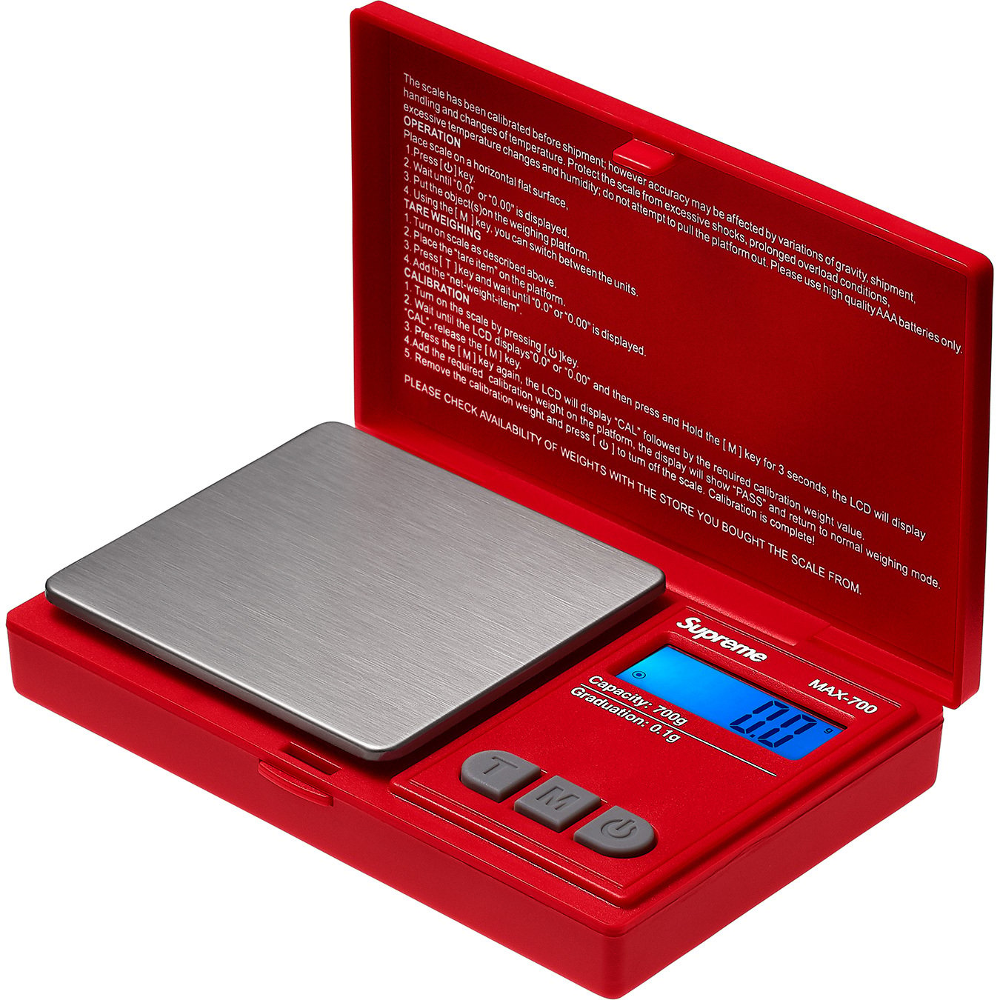 The scale has been calibrated before shipment; however accuracy may be affected by variations of gravity, shipment,
handling and changes of temperature. Protect the scale from excessive shocks, prolonged overload conditions,
excessive temperature changes and humidity; do not attempt to pull the platform out. Please use high quality AAA batteries only.
OPERATION
Place scale on a horizontal flat surface,
1.Press [⏻] key.
2. Wait until "0.0" or "0.00" is displayed.
3. Put the object(s)on the weighing platform.
4. Using the [ M ] key, you can switch between the units.
TARE WEIGHING
1. Turn on scale as described above.
2. Place the "tare item" on the platform.
3. Press [ T ] key and wait until "0.0" or "0.00" is displayed.
4. Add the "net-weight-item".
CALIBRATION
1. Turn on the scale by pressing [⏻]key.
2. Wait until the LCD displays"0.0" or "0.00" and then press and Hold the [ M ] key for 3 seconds, the LCD will display
"CAL", release the [ M ] key.
3. Press the [ M ] key again, the LCD will display "CAL" followed by the required calibration weight value.
4.Add the required calibration weight on the platform, the display will show "PASS" and return to normal weighing mode.
5. Remove the calibration weight and press [ ⏻ ] to turn off the scale. Calibration is complete!
PLEASE CHECK AVAILABILITY OF WEIGHTS WITH THE STORE YOU BOUGHT THE SCALE FROM.
Supreme
MAX-700
0.0 g
Capacity: 700g
Graduation: 0.1g
T
M
⏻